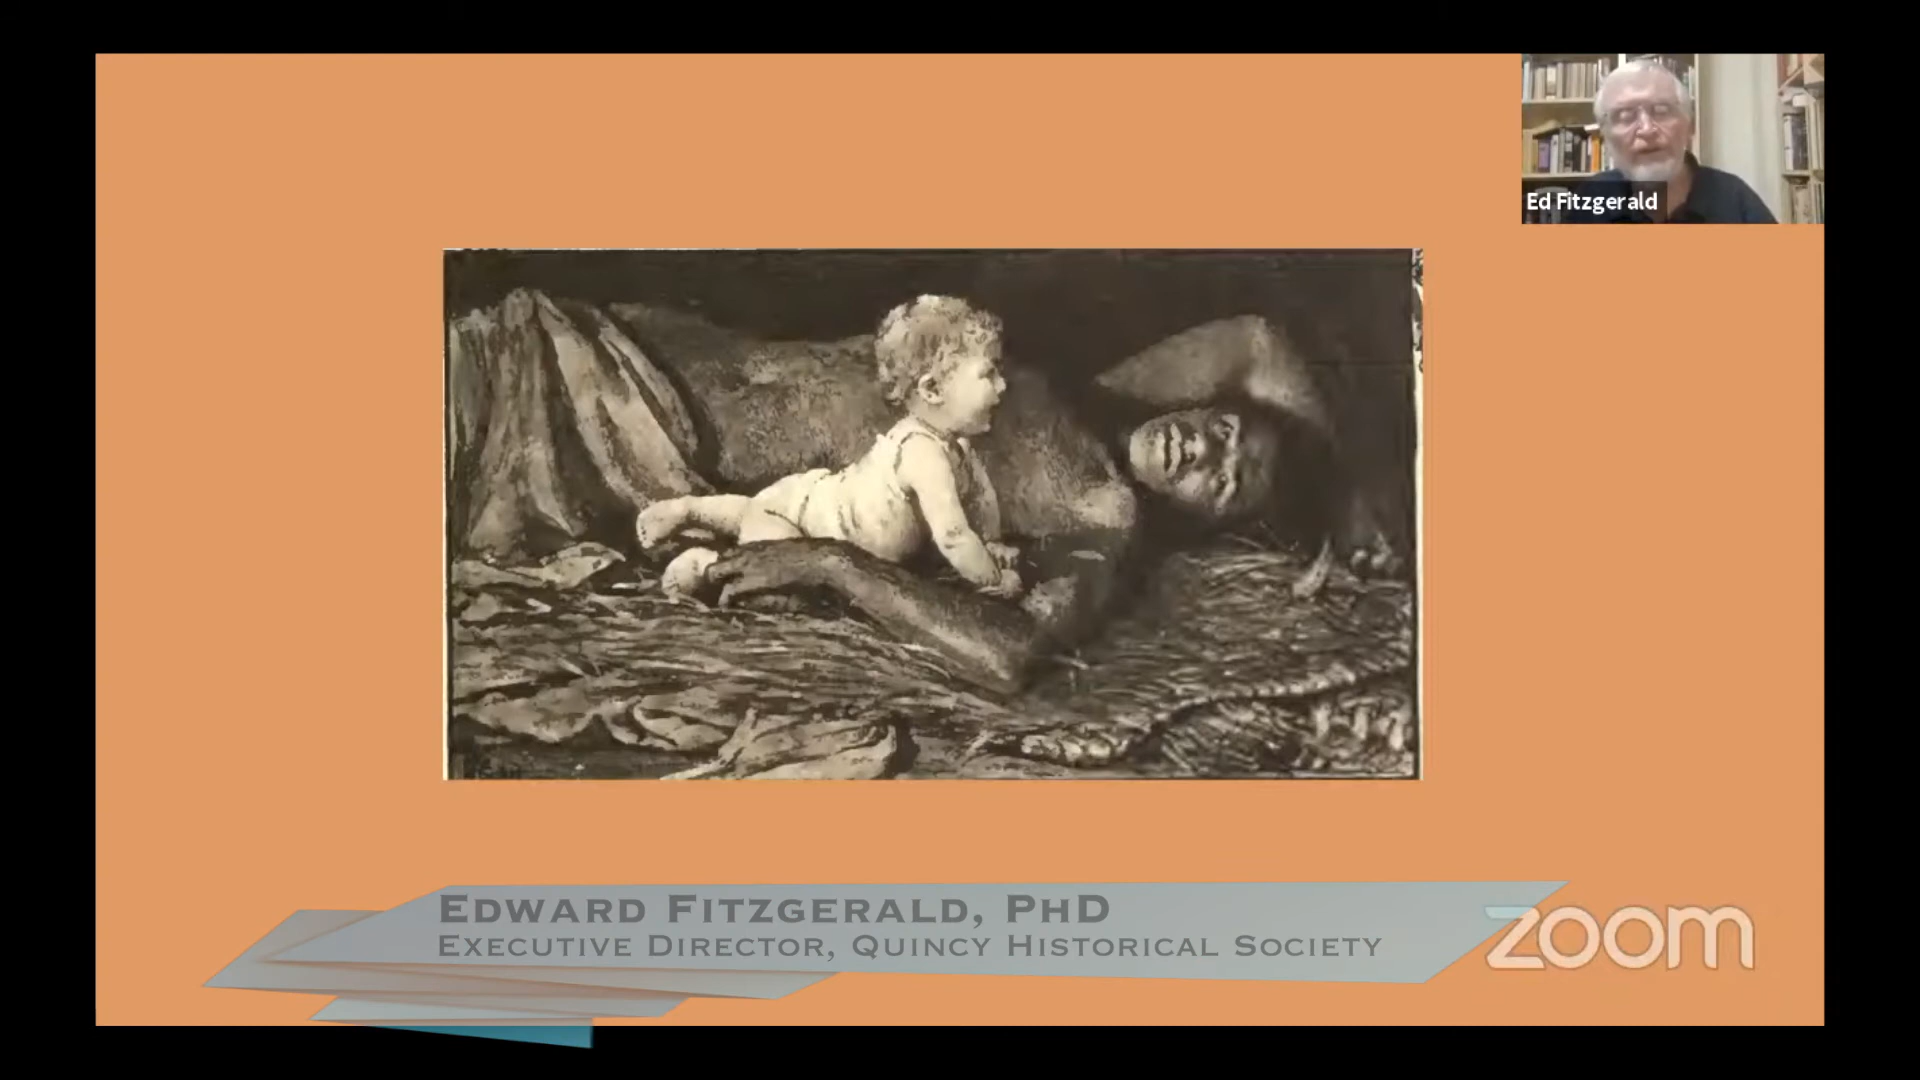 Ed Fitzgerald
EDWARD FITZGERALD, PHD
EXECUTIVE DIRECTOR, QUINCY HISTORICAL SOCIETY
zoom